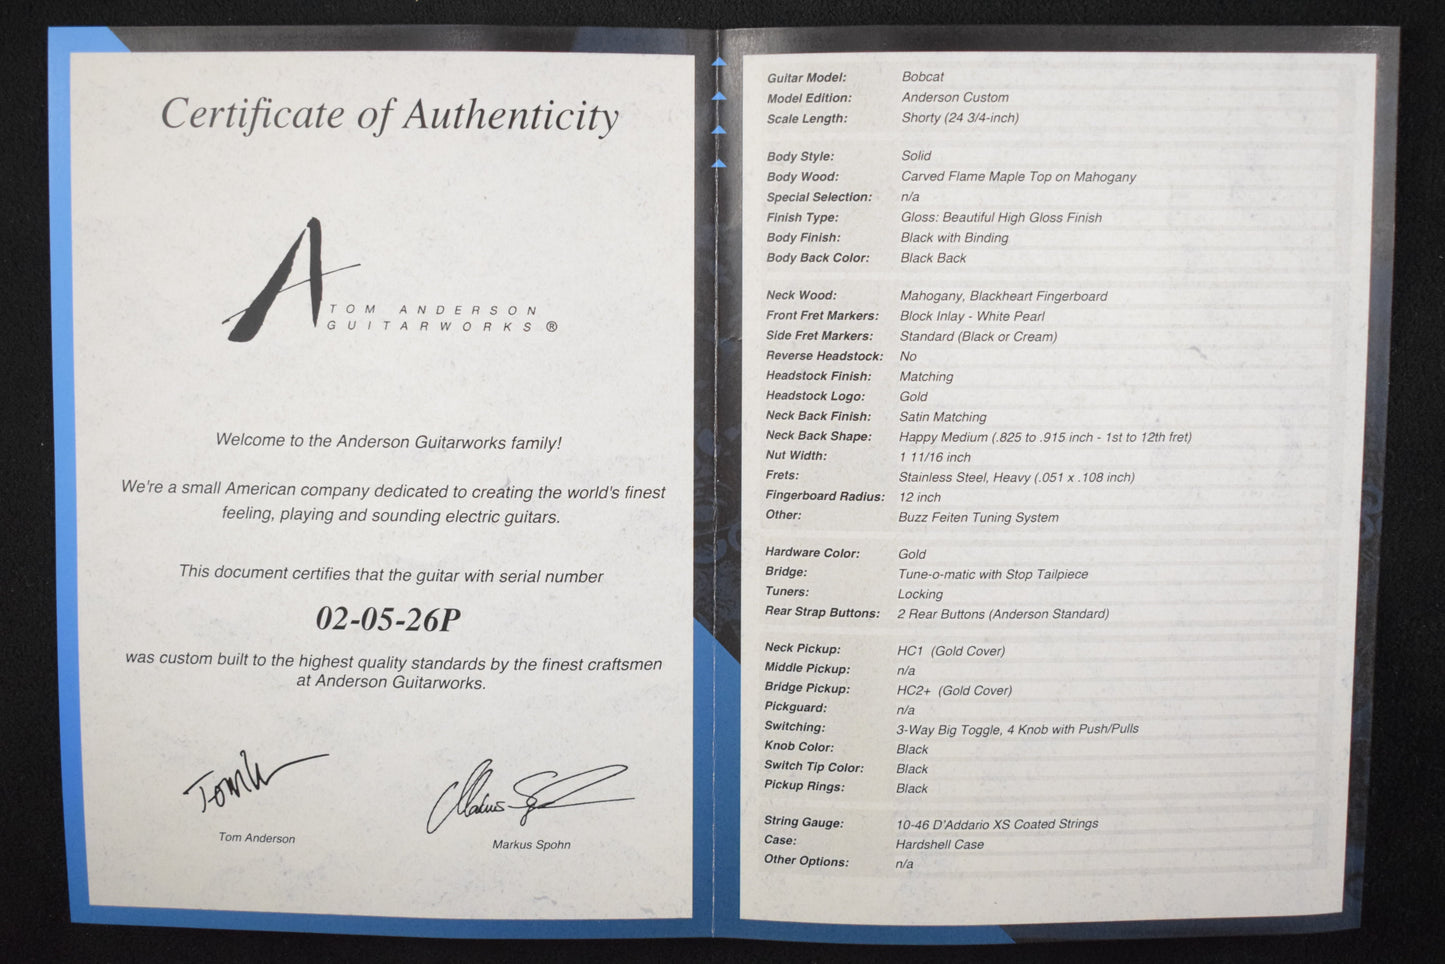 Certificate of Authenticity
TOM ANDERSON
GUITARWORKS ®
Welcome to the Anderson Guitarworks family!
We're a small American company dedicated to creating the world's finest
feeling, playing and sounding electric guitars.
This document certifies that the guitar with serial number
02-05-26P
was custom built to the highest quality standards by the finest craftsmen
at Anderson Guitarworks.
Tom Anderson
Markus Spohn
Guitar Model: Bobcat
Model Edition: Anderson Custom
Scale Length: Shorty (24 3/4-inch)
Body Style: Solid
Body Wood: Carved Flame Maple Top on Mahogany
Special Selection: n/a
Finish Type: Gloss: Beautiful High Gloss Finish
Body Finish: Black with Binding
Body Back Color: Black Back
Neck Wood: Mahogany, Blackheart Fingerboard
Front Fret Markers: Block Inlay - White Pearl
Side Fret Markers: Standard (Black or Cream)
Reverse Headstock: No
Headstock Finish: Matching
Headstock Logo: Gold
Neck Back Finish: Satin Matching
Neck Back Shape: Happy Medium (.825 to .915 inch - 1st to 12th fret)
Nut Width: 1 11/16 inch
Frets: Stainless Steel, Heavy (.051 x .108 inch)
Fingerboard Radius: 12 inch
Other: Buzz Feiten Tuning System
Hardware Color: Gold
Bridge: Tune-o-matic with Stop Tailpiece
Tuners: Locking
Rear Strap Buttons: 2 Rear Buttons (Anderson Standard)
Neck Pickup: HC1 (Gold Cover)
Middle Pickup: n/a
Bridge Pickup: HC2+ (Gold Cover)
Pickguard: n/a
Switching: 3-Way Big Toggle, 4 Knob with Push/Pulls
Knob Color: Black
Switch Tip Color: Black
Pickup Rings: Black
String Gauge: 10-46 D'Addario XS Coated Strings
Case: Hardshell Case
Other Options: n/a